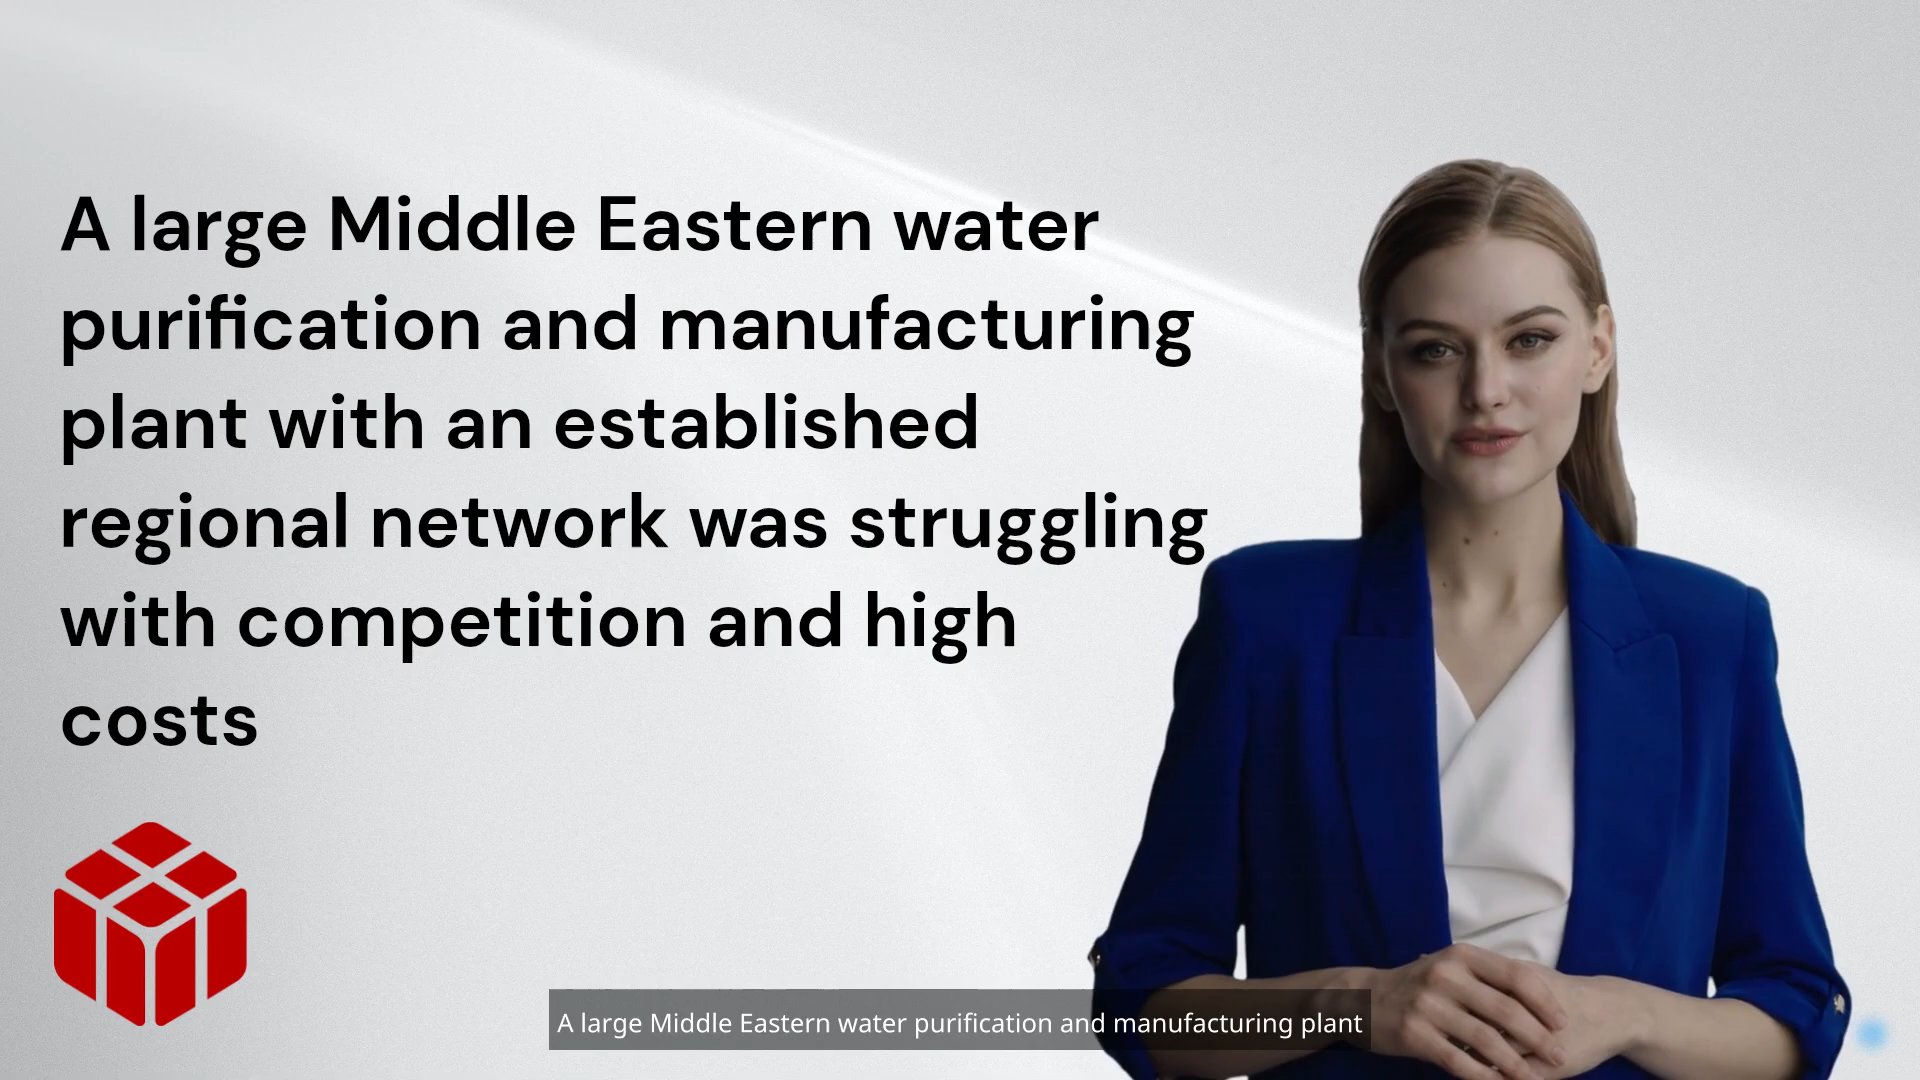 A large Middle Eastern water
purification and manufacturing
plant with an established
regional network was struggling
with competition and high
costs
A large Middle Eastern water purification and manufacturing plant